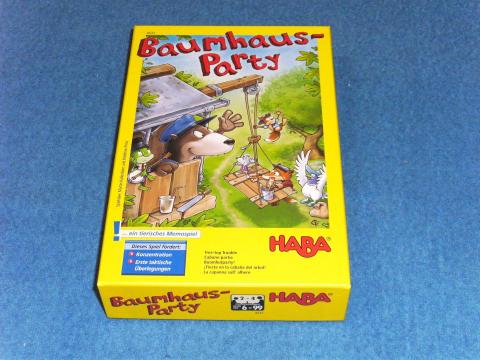 Baumhaus-
Party
... ein tierisches Memospiel
Dieses Spiel fördert:
Konzentration
Erste taktische
Überlegungen
HABA
Tree-top Trouble
Cabane party
Boomhutparty!
¡Fiesta en la cabaña del árbol!
La capanna sull' albero
Baumhaus-
Party
HABA
6 - 99